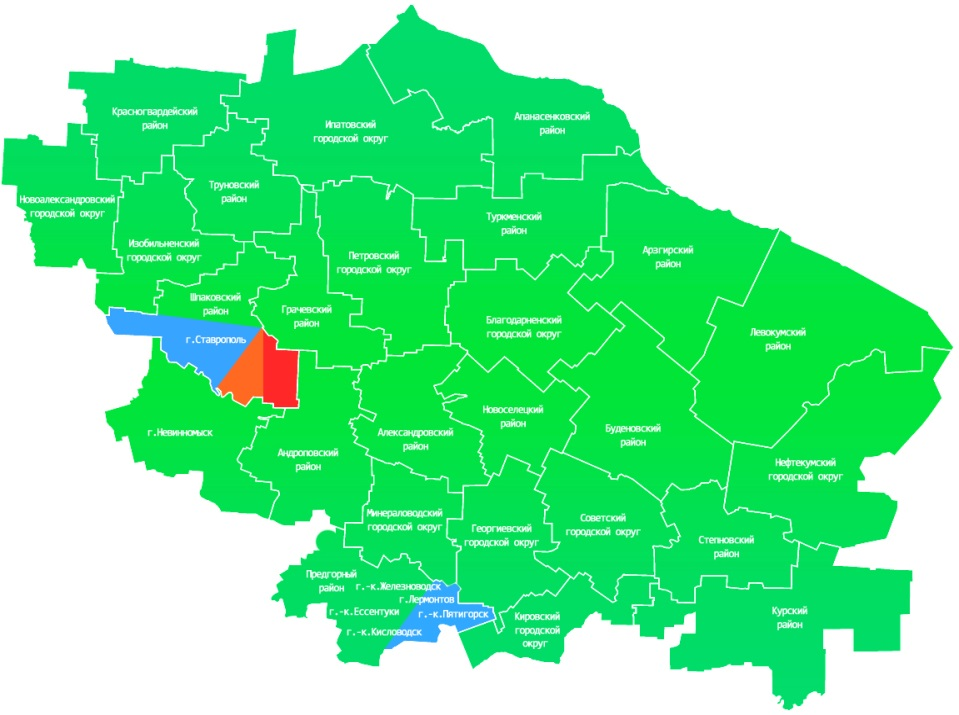 Красногвардейский
район
Ипатовский
городской округ
Апанасенковский
район
Новоалександровский
городской округ
Труновский
район
Туркменский
район
Изобильненский
городской округ
Петровский
городской округ
Арзгирский
район
Шпаковский
район
Грачевский
район
Благодарненский
городской округ
Левокумский
район
г.Ставрополь
г.Невинномыск
Андроповский
район
Александровский
район
Новоселецкий
район
Буденовский
район
Нефтекумский
городской округ
Минераловодский
городской округ
Георгиевский
городской округ
Советский
городской округ
Степновский
район
Предгорный
район
г.-к.Железноводск
г.Лермонтов
г.-к.Ессентуки
г.-к.Пятигорск
г.-к.Кисловодск
Кировский
городской
округ
Курский
район